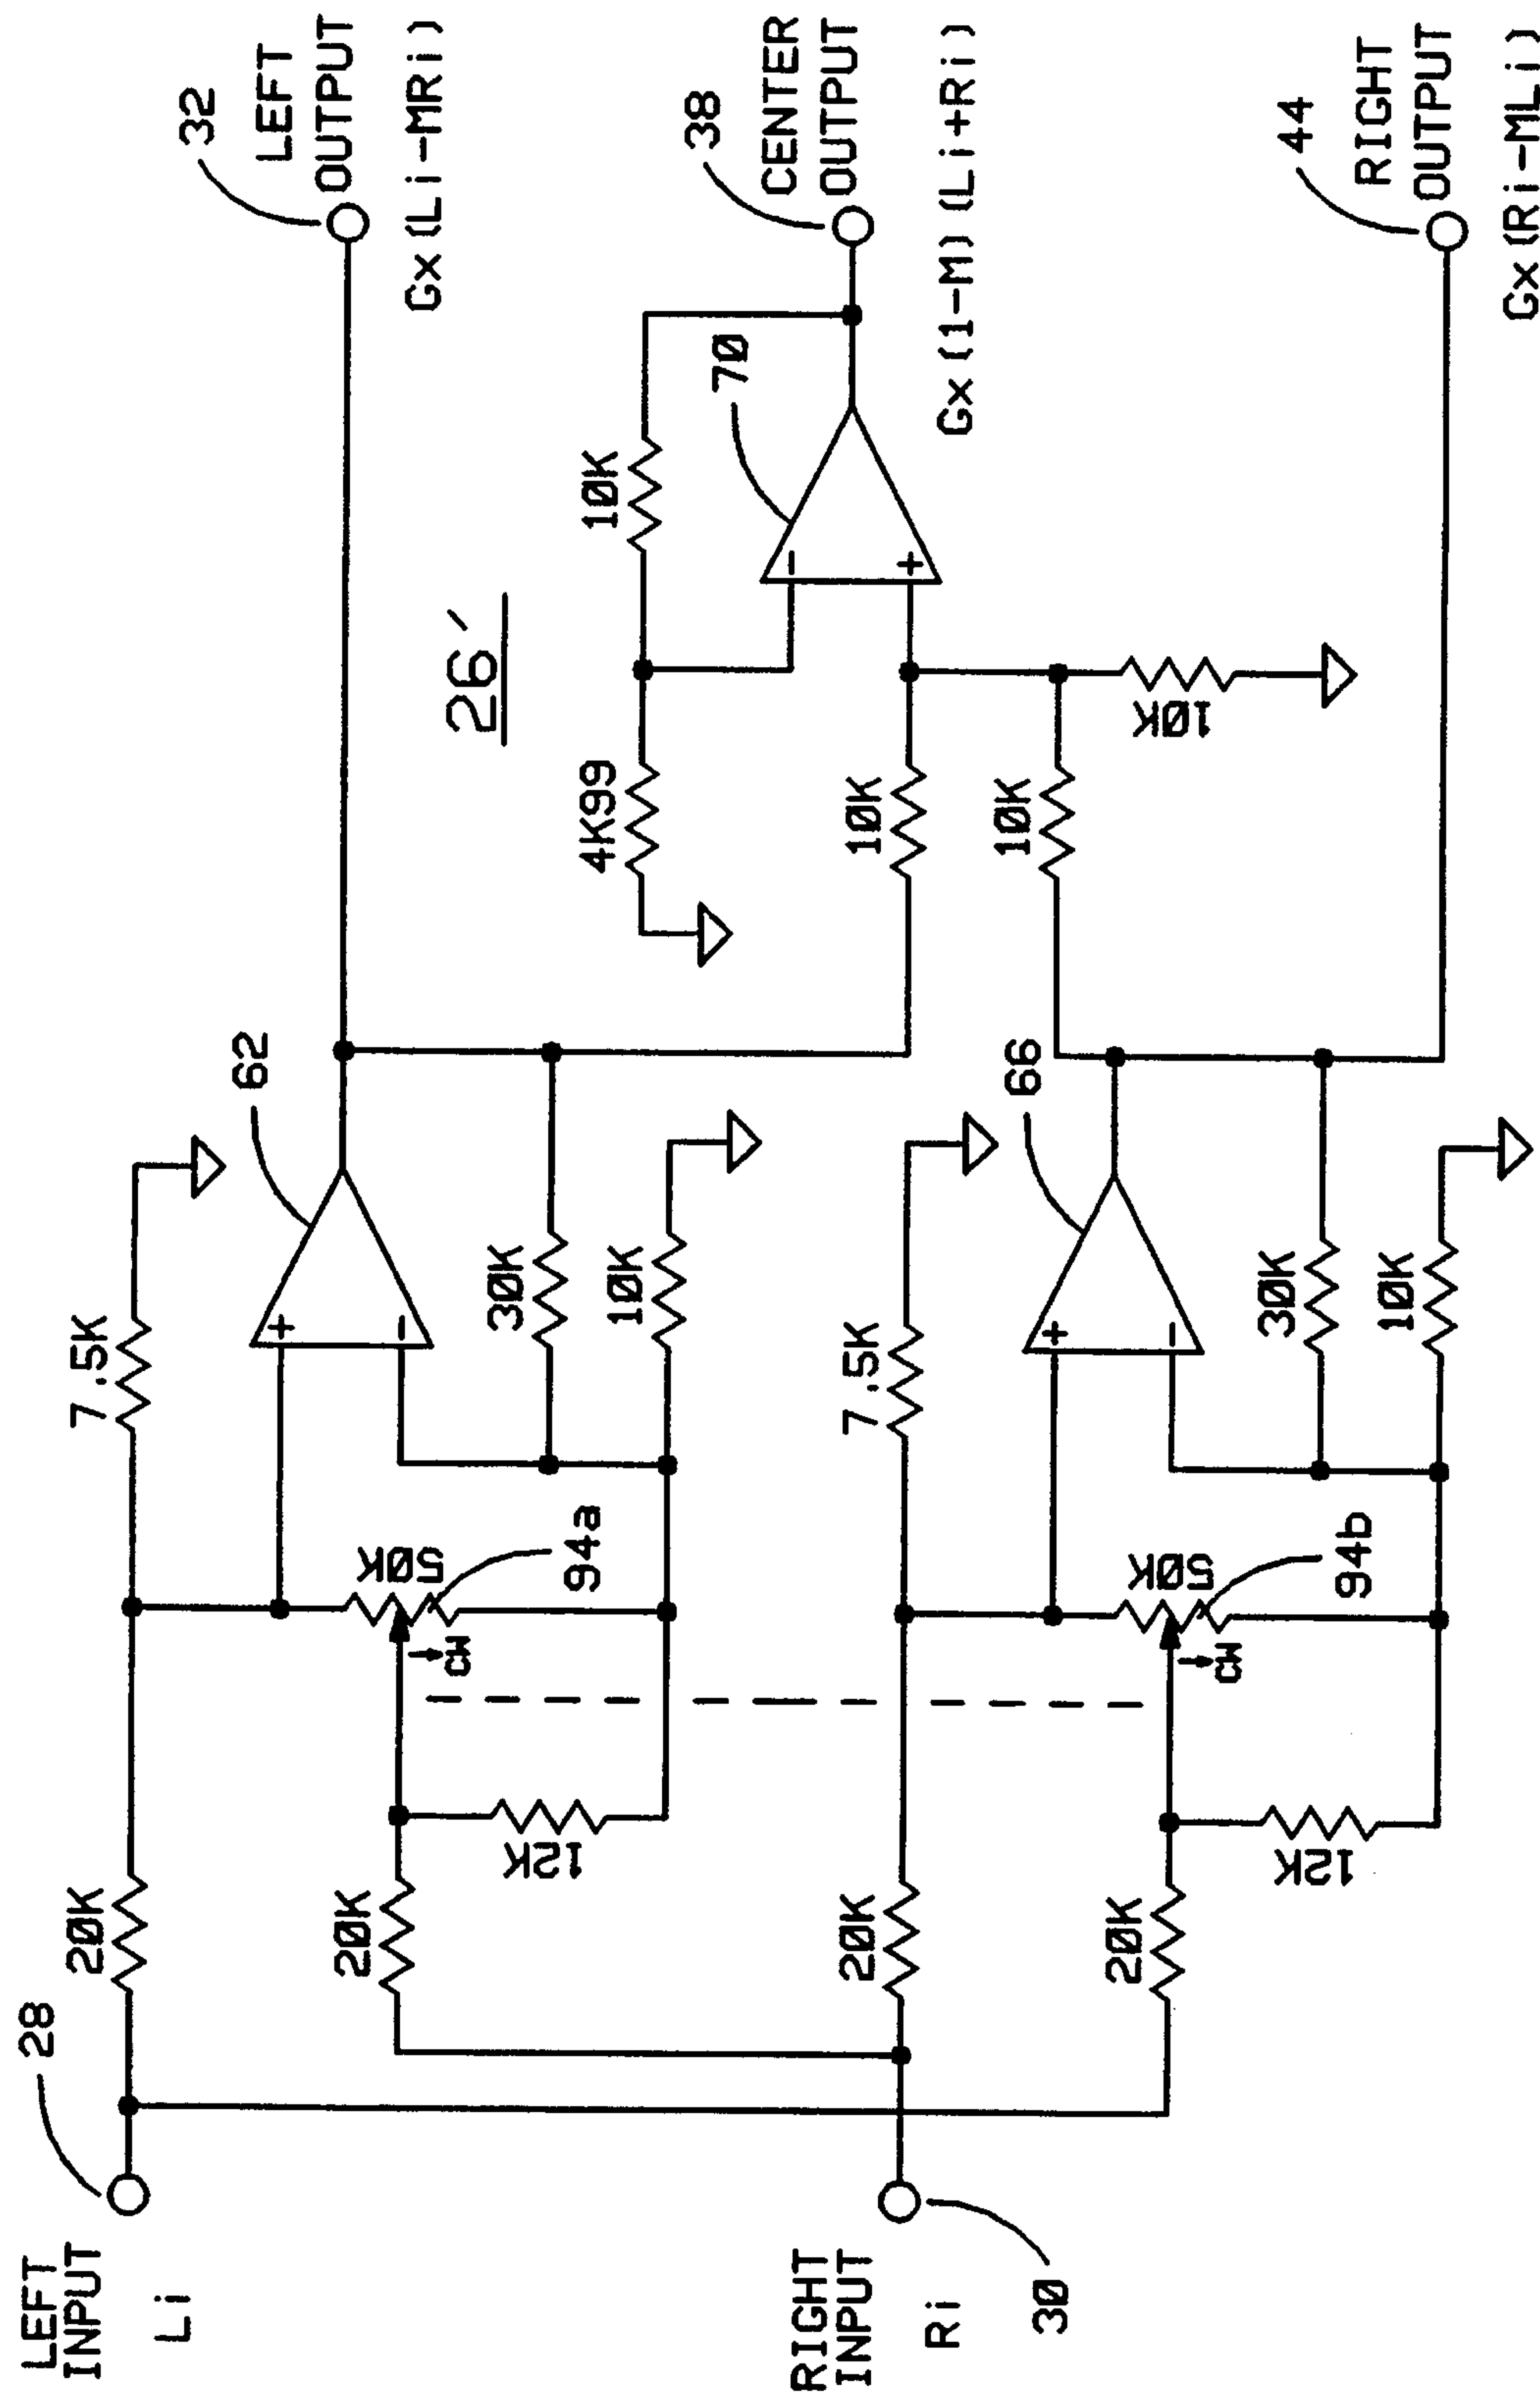 LEFT
INPUT
Li
28
20K
7.5K
62
32
LEFT
OUTPUT
Gx(Li-MRi)
20K
12K
50K
CW
94a
30K
10K
26'
4K99
10K
70
38
CENTER
OUTPUT
Gx(1-M)(Li+Ri)
10K
10K
10K
RIGHT
INPUT
Ri
30
20K
7.5K
66
20K
12K
50K
CW
94b
30K
10K
44
RIGHT
OUTPUT
Gx(Ri-MLi)